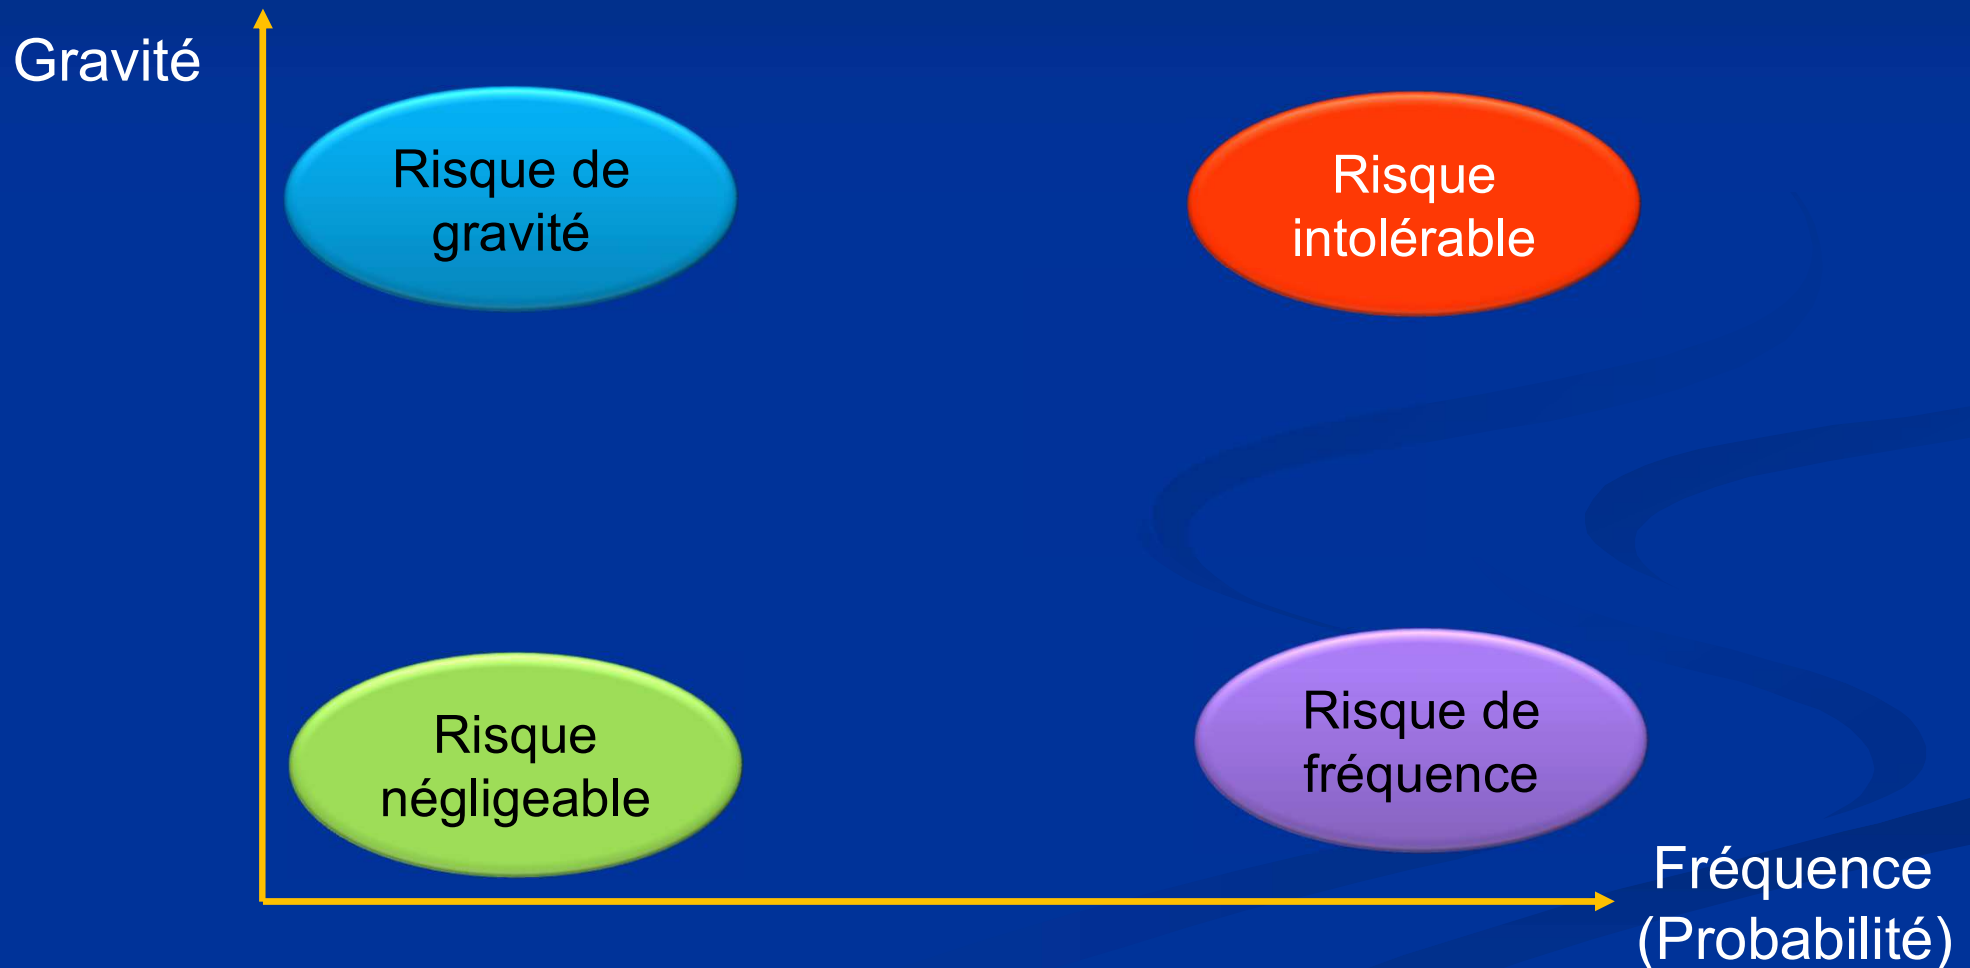 Gravité
Risque de
gravité
Risque
intolérable
Risque
négligeable
Risque de
fréquence
Fréquence
(Probabilité)